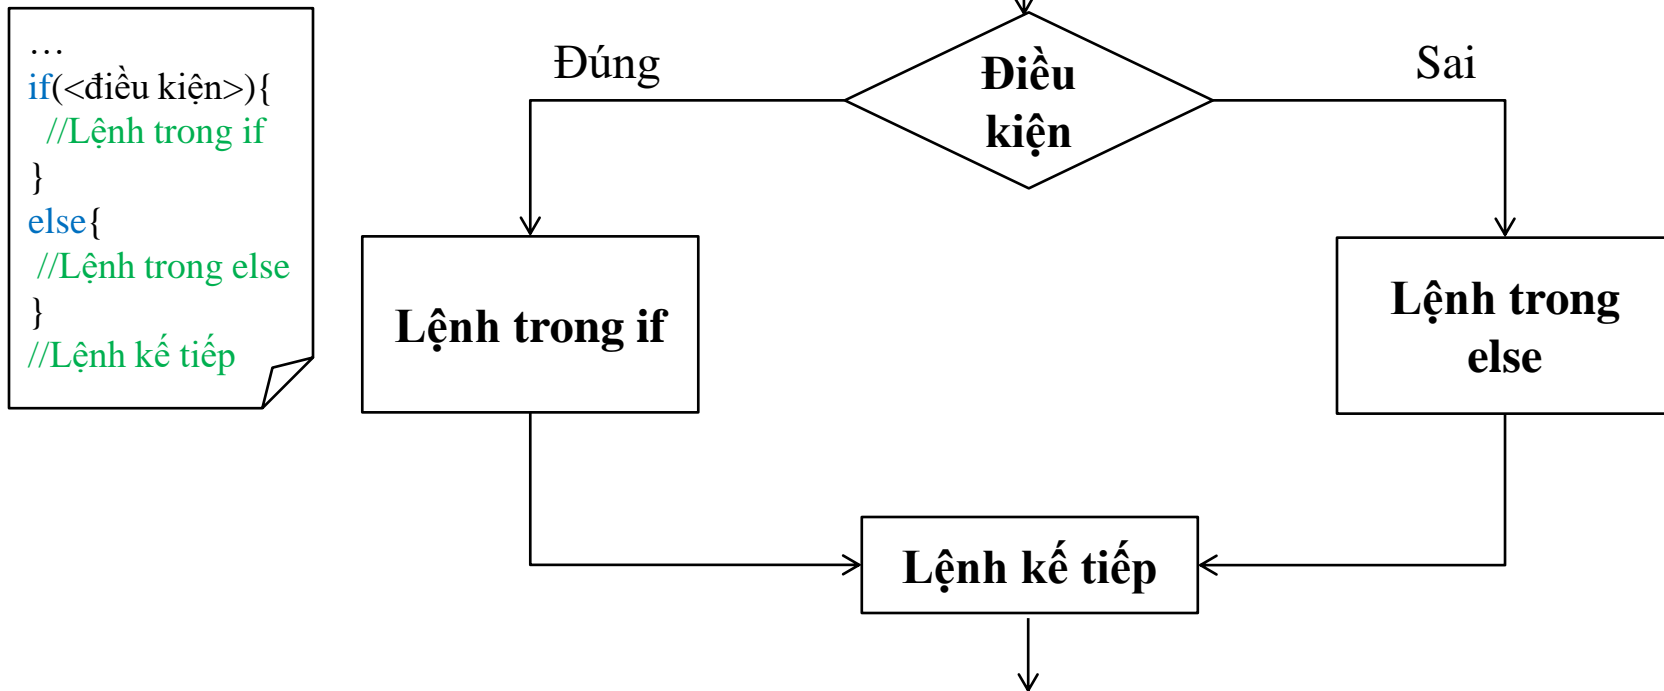 …
if(<điều kiện>){
//Lệnh trong if
}
else{
//Lệnh trong else
}
//Lệnh kế tiếp
Đúng
Điều
kiện
Sai
Lệnh trong if
Lệnh trong
else
Lệnh kế tiếp